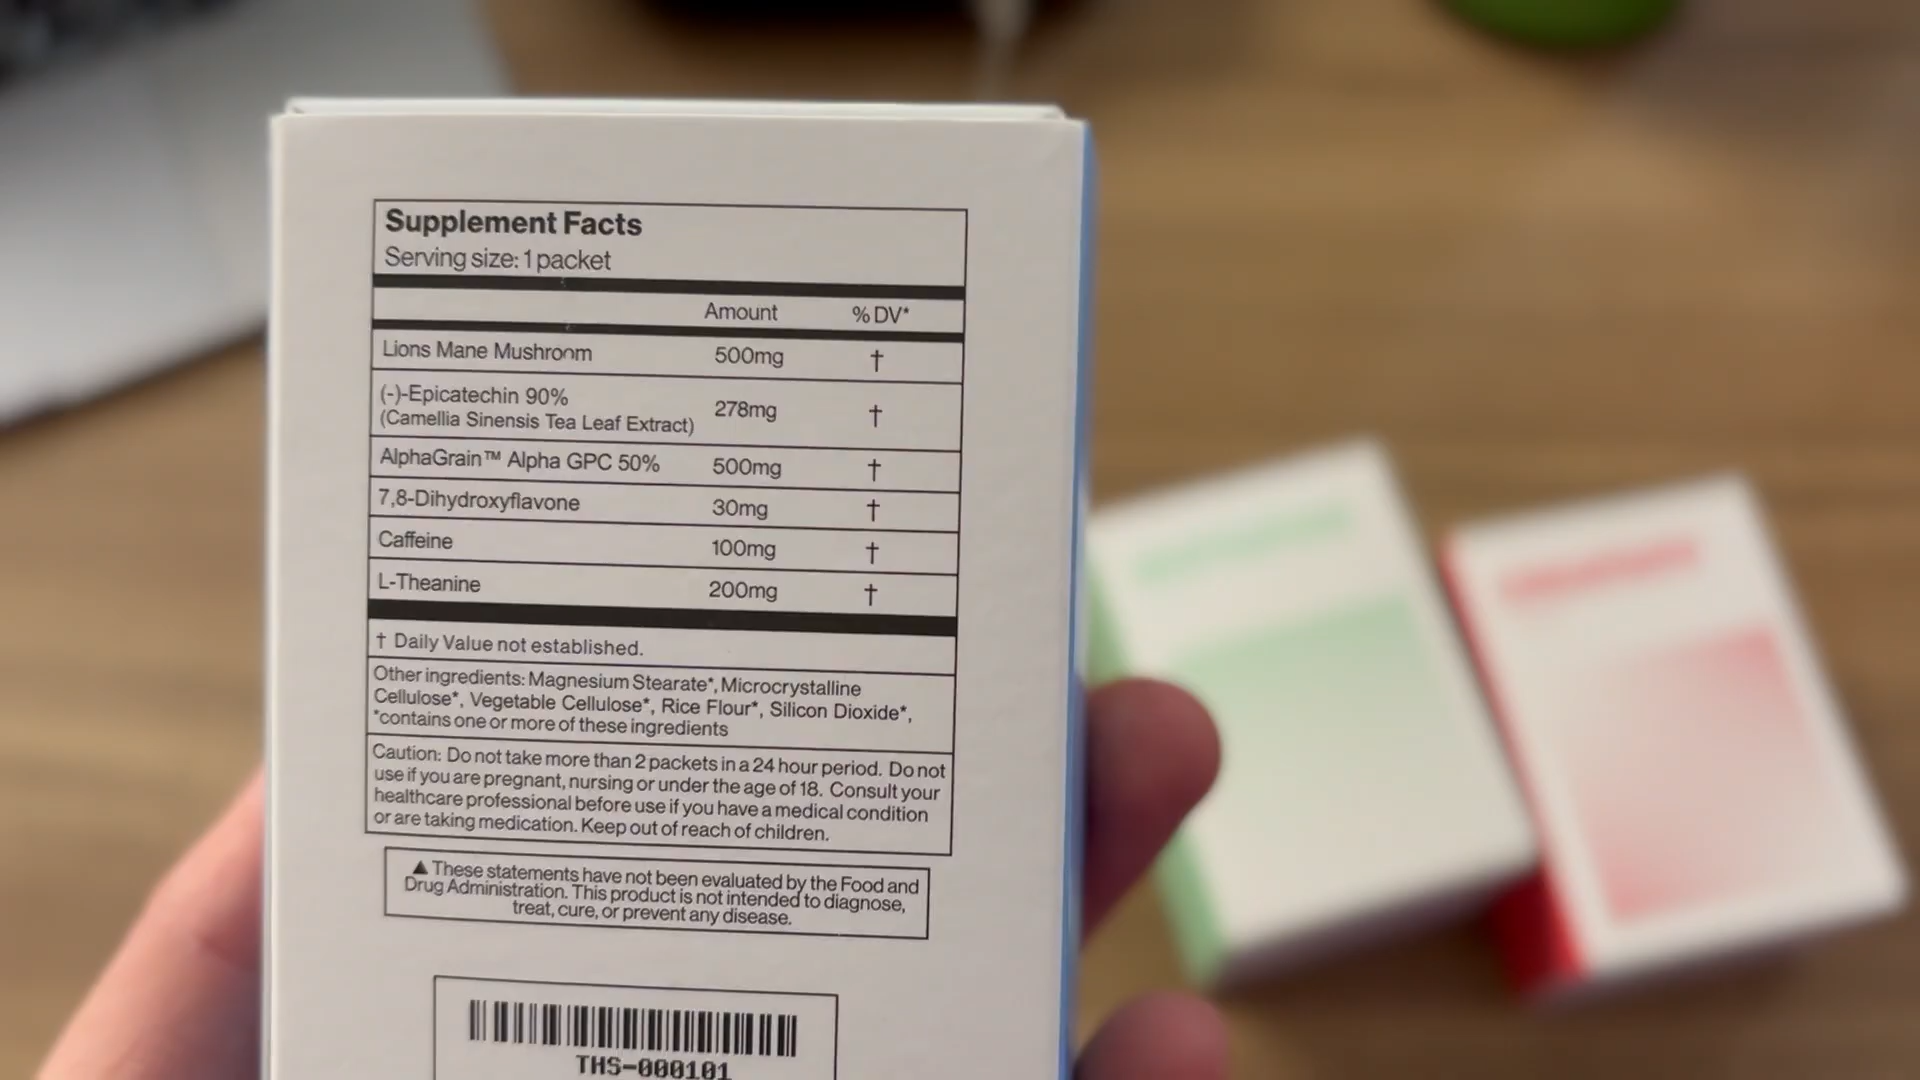 Supplement Facts
Serving size: 1 packet
Amount %DV*
Lions Mane Mushroom 500mg †
(-)-Epicatechin 90%
(Camellia Sinensis Tea Leaf Extract) 278mg †
AlphaGrain™ Alpha GPC 50% 500mg †
7,8-Dihydroxyflavone 30mg †
Caffeine 100mg †
L-Theanine 200mg †
† Daily Value not established.
Other ingredients: Magnesium Stearate*, Microcrystalline
Cellulose*, Vegetable Cellulose*, Rice Flour*, Silicon Dioxide*,
*contains one or more of these ingredients
Caution: Do not take more than 2 packets in a 24 hour period. Do not
use if you are pregnant, nursing or under the age of 18. Consult your
healthcare professional before use if you have a medical condition
or are taking medication. Keep out of reach of children.
▲ These statements have not been evaluated by the Food and
Drug Administration. This product is not intended to diagnose,
treat, cure, or prevent any disease.
THS-000101